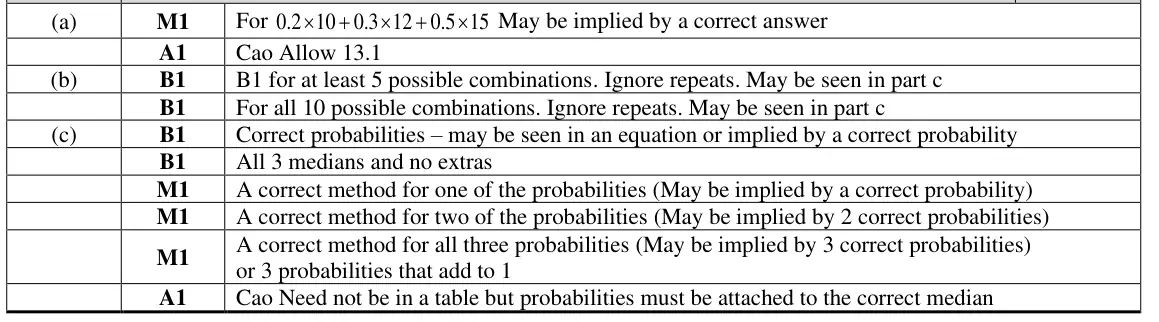 (a) M1 For 0.2×10+0.3×12+0.5×15 May be implied by a correct answer
A1 Cao Allow 13.1
(b) B1 B1 for at least 5 possible combinations. Ignore repeats. May be seen in part c
B1 For all 10 possible combinations. Ignore repeats. May be seen in part c
(c) B1 Correct probabilities – may be seen in an equation or implied by a correct probability
B1 All 3 medians and no extras
M1 A correct method for one of the probabilities (May be implied by a correct probability)
M1 A correct method for two of the probabilities (May be implied by 2 correct probabilities)
M1 A correct method for all three probabilities (May be implied by 3 correct probabilities)
or 3 probabilities that add to 1
A1 Cao Need not be in a table but probabilities must be attached to the correct median